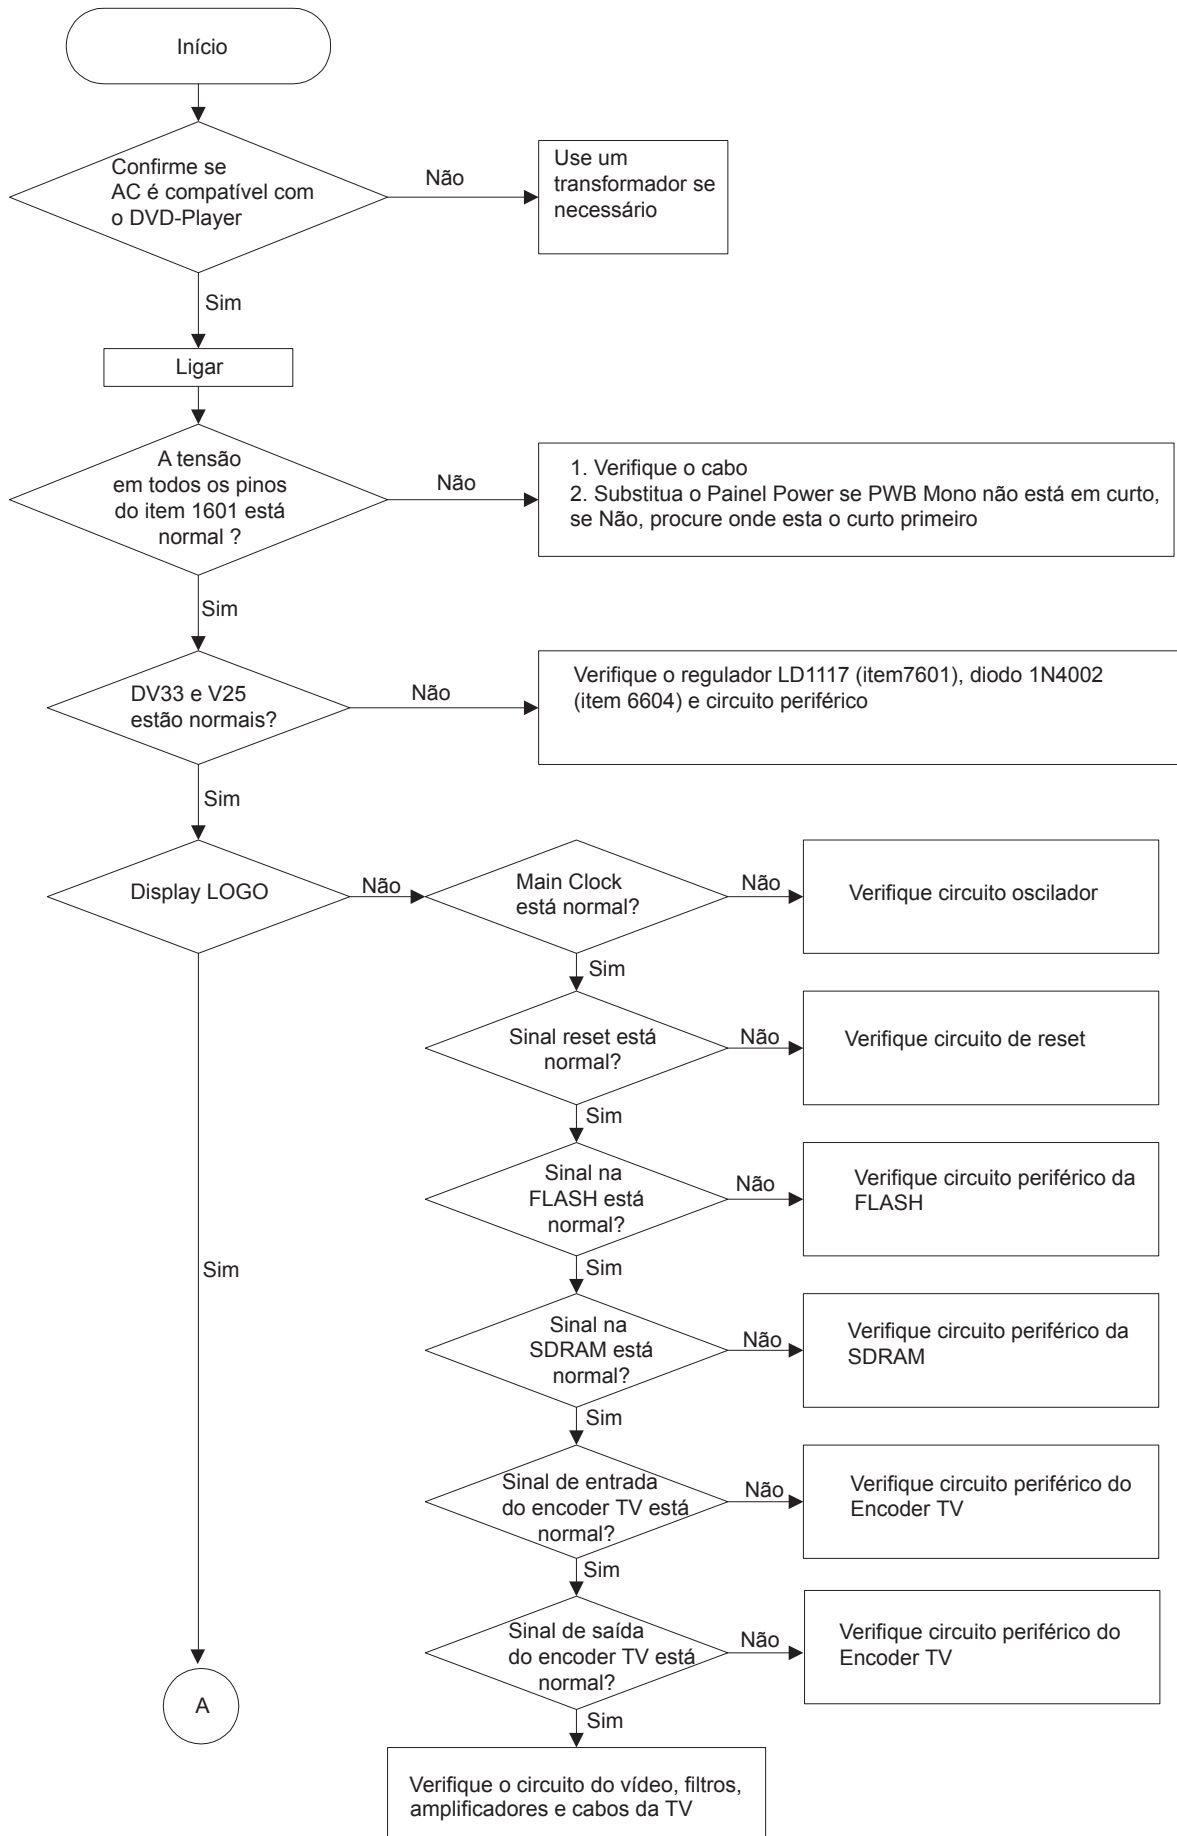 Início
Confirme se
AC é compatível com
o DVD-Player
Não
Use um
transformador se
necessário
Sim
Ligar
A tensão
em todos os pinos
do item 1601 está
normal ?
Não
1. Verifique o cabo
2. Substitua o Painel Power se PWB Mono não está em curto,
se Não, procure onde esta o curto primeiro
Sim
DV33 e V25
estão normais?
Não
Verifique o regulador LD1117 (item7601), diodo 1N4002
(item 6604) e circuito periférico
Sim
Display LOGO
Não
Main Clock
está normal?
Não
Verifique circuito oscilador
Sim
Sinal reset está
normal?
Não
Verifique circuito de reset
Sim
Sinal na
FLASH está
normal?
Não
Verifique circuito periférico da
FLASH
Sim
Sim
Sinal na
SDRAM está
normal?
Não
Verifique circuito periférico da
SDRAM
Sim
Sinal de entrada
do encoder TV está
normal?
Não
Verifique circuito periférico do
Encoder TV
Sim
Sinal de saída
do encoder TV está
normal?
Não
Verifique circuito periférico do
Encoder TV
A
Sim
Verifique o circuito do vídeo, filtros,
amplificadores e cabos da TV